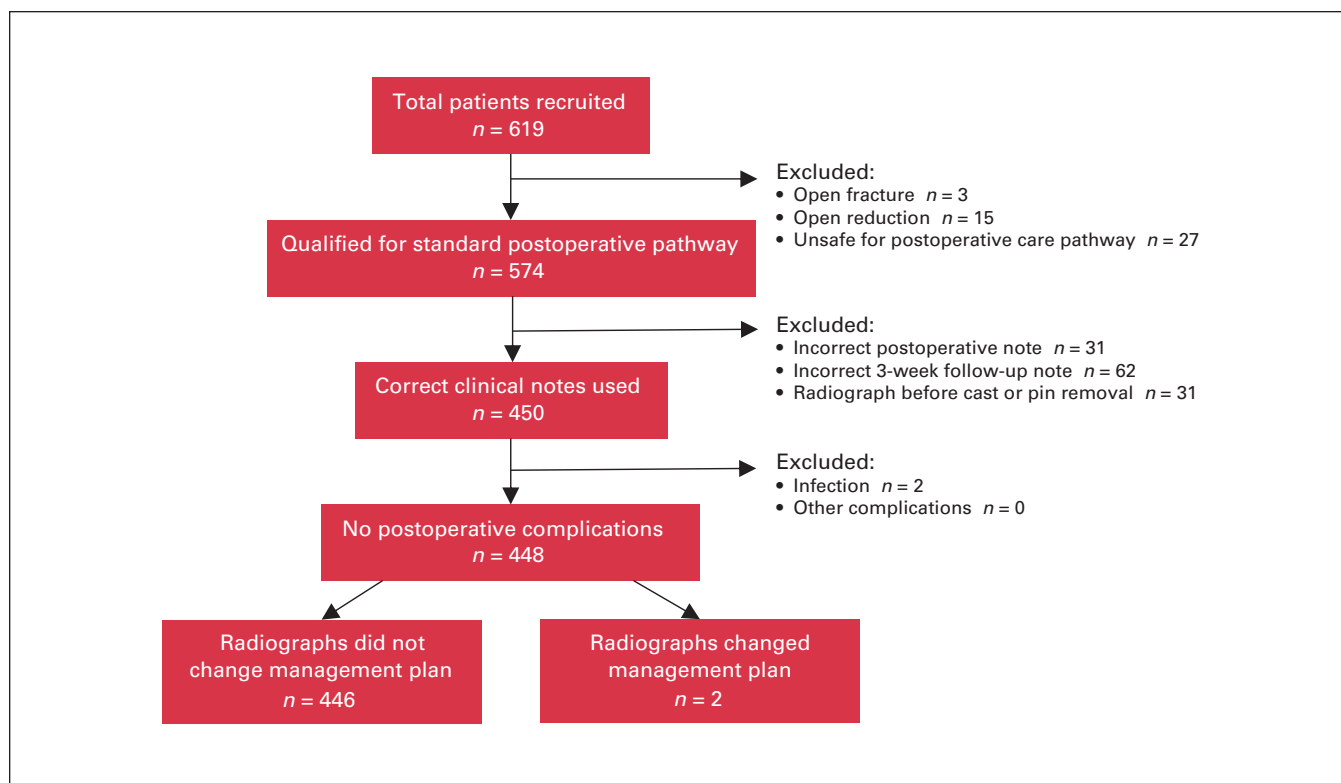 Total patients recruited
n = 619
Excluded:
• Open fracture n = 3
• Open reduction n = 15
• Unsafe for postoperative care pathway n = 27
Qualified for standard postoperative pathway
n = 574
Excluded:
• Incorrect postoperative note n = 31
• Incorrect 3-week follow-up note n = 62
• Radiograph before cast or pin removal n = 31
Correct clinical notes used
n = 450
Excluded:
• Infection n = 2
• Other complications n = 0
No postoperative complications
n = 448
Radiographs did not
change management plan
n = 446
Radiographs changed
management plan
n = 2